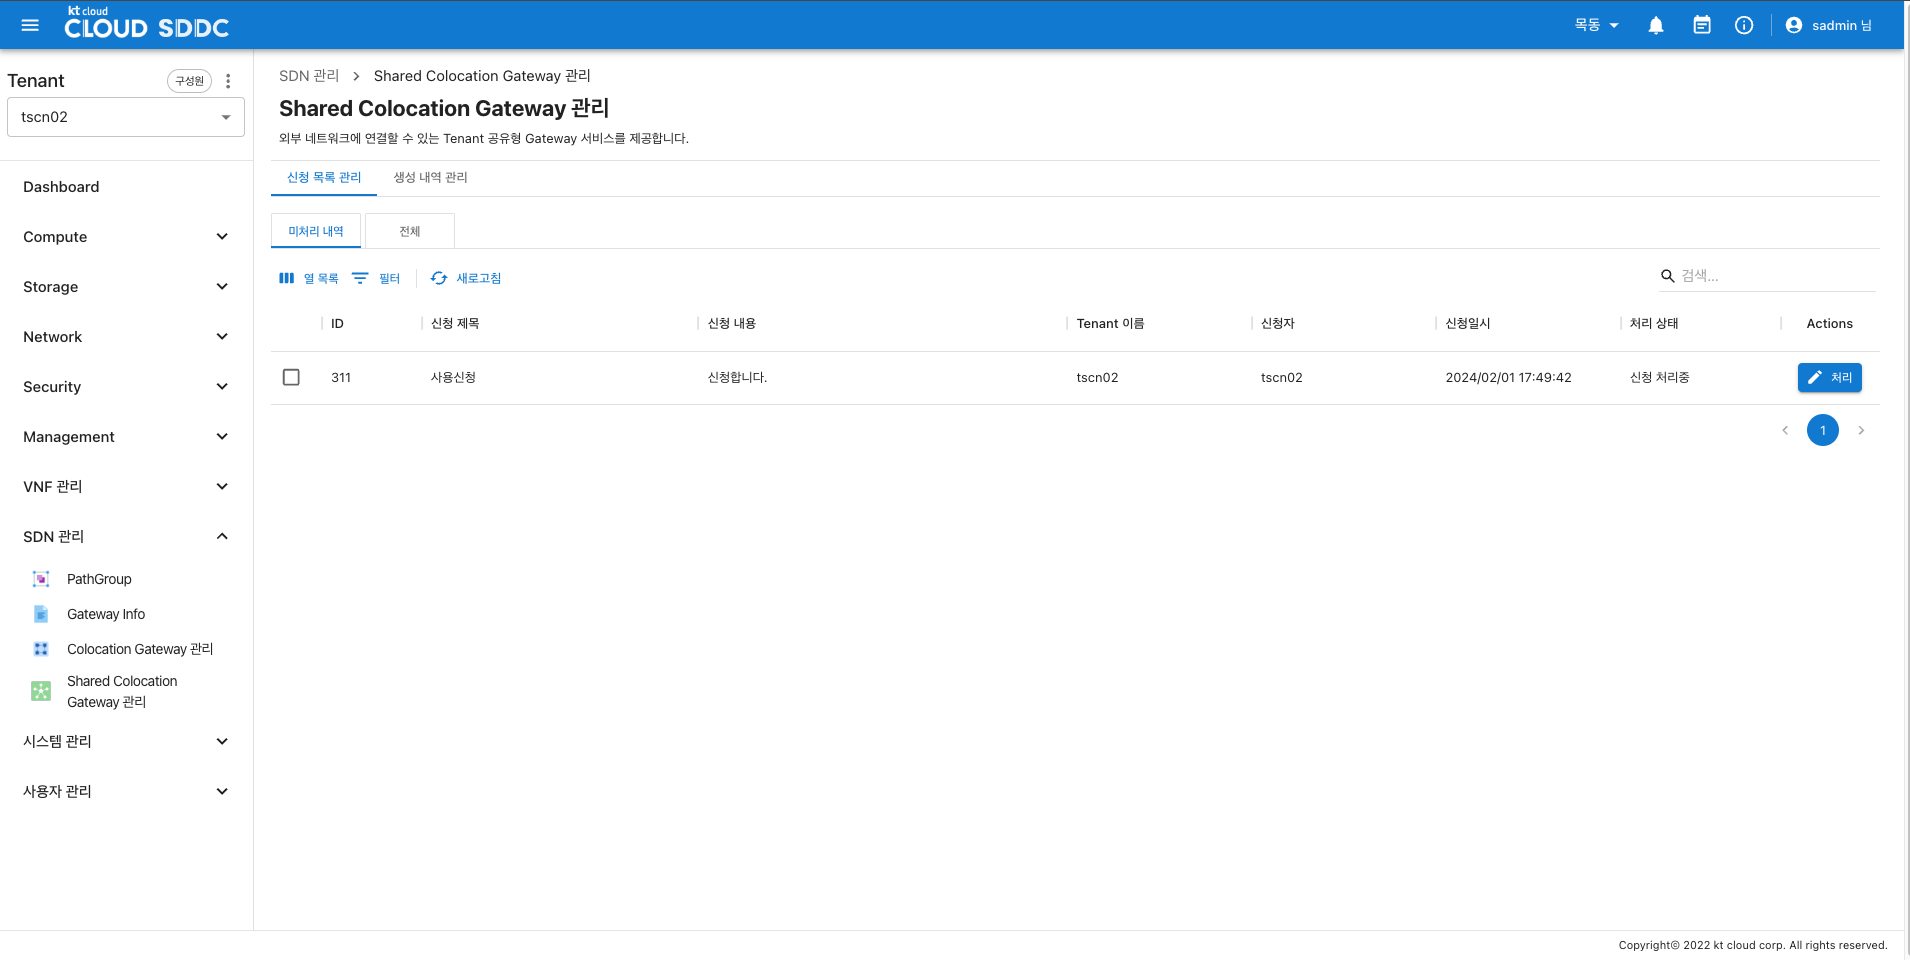 kt cloud
CLOUD SDDC
목동
sadmin 님
Tenant
구성원
tscn02
Dashboard
Compute
Storage
Network
Security
Management
VNF 관리
SDN 관리
PathGroup
Gateway Info
Colocation Gateway 관리
Shared Colocation
Gateway 관리
시스템 관리
사용자 관리
SDN 관리 > Shared Colocation Gateway 관리
Shared Colocation Gateway 관리
외부 네트워크에 연결할 수 있는 Tenant 공유형 Gateway 서비스를 제공합니다.
신청 목록 관리 생성 내역 관리
미처리 내역 전체
열 목록 필터 새로고침 검색...
ID 신청 제목 신청 내용 Tenant 이름 신청자 신청일시 처리 상태 Actions
311 사용신청 신청합니다. tscn02 tscn02 2024/02/01 17:49:42 신청 처리중 처리
1
Copyright© 2022 kt cloud corp. All rights reserved.